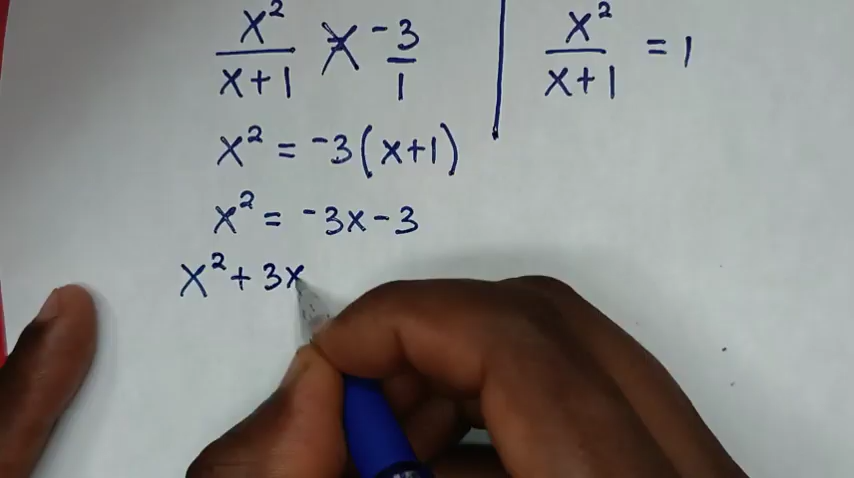 x²/(x+1) = -3/1
x² = -3(x+1)
x² = -3x-3
x² + 3x
x²/(x+1) = 1